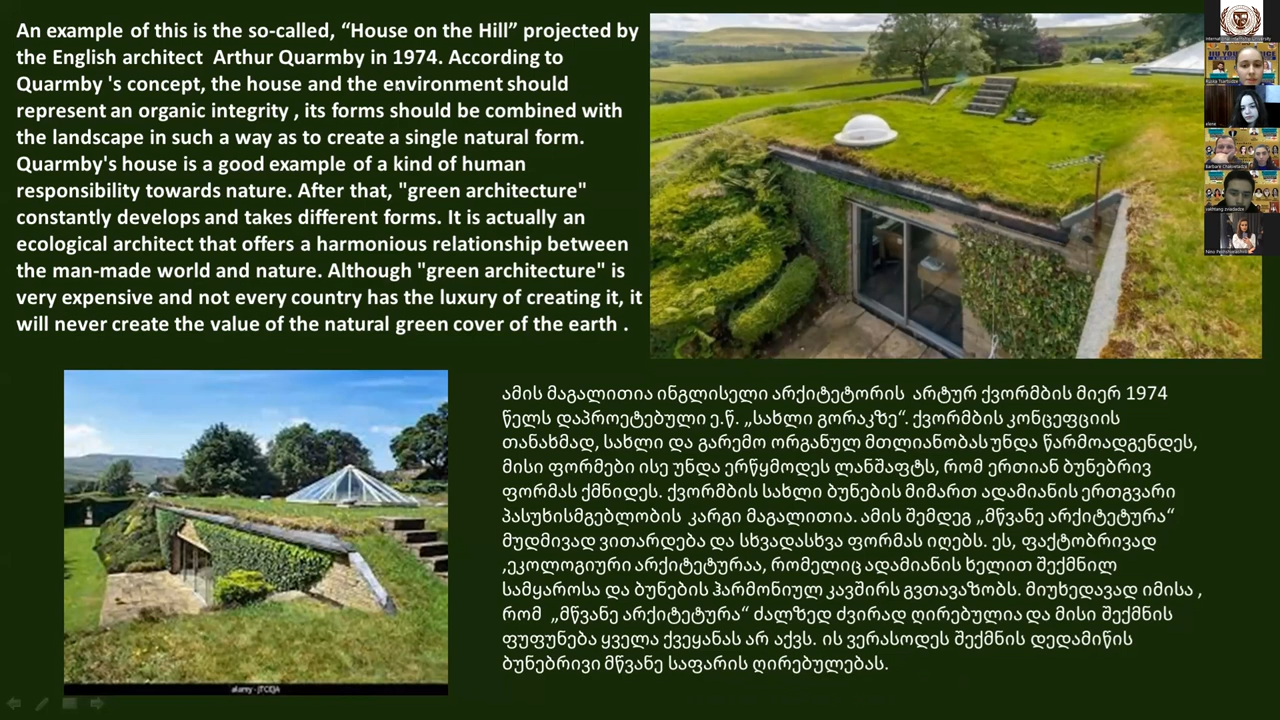 An example of this is the so-called, “House on the Hill” projected by
the English architect Arthur Quarmby in 1974. According to
Quarmby 's concept, the house and the environment should
represent an organic integrity , its forms should be combined with
the landscape in such a way as to create a single natural form.
Quarmby's house is a good example of a kind of human
responsibility towards nature. After that, "green architecture"
constantly develops and takes different forms. It is actually an
ecological architect that offers a harmonious relationship between
the man-made world and nature. Although "green architecture" is
very expensive and not every country has the luxury of creating it, it
will never create the value of the natural green cover of the earth .
ამის მაგალითია ინგლისელი არქიტეტორის არტურ ქვორმბის მიერ 1974
წელს დაპროეტებული ე.წ. „სახლი გორაკზე“. ქვორმბის კონცეფციის
თანახმად, სახლი და გარემო ორგანულ მთლიანობას უნდა წარმოადგენდეს,
მისი ფორმები ისე უნდა ერწყმოდეს ლანშაფტს, რომ ერთიან ბუნებრივ
ფორმას ქმნიდეს. ქვორმბის სახლი ბუნების მიმართ ადამიანის ერთგვარი
პასუხისმგებლობის კარგი მაგალითია. ამის შემდეგ „მწვანე არქიტეტურა“
მუდმივად ვითარდება და სხვადასხვა ფორმას იღებს. ეს, ფაქტობრივად
,ეკოლოგიური არქიტეტურაა, რომელიც ადამიანის ხელით შექმნილ
სამყაროსა და ბუნების ჰარმონიულ კავშირს გვთავაზობს. მიუხედავად იმისა ,
რომ „მწვანე არქიტეტურა“ ძალზედ ძვირად ღირებულია და მისი შექმნის
ფუფუნება ყველა ქვეყანას არ აქვს. ის ვერასოდეს შექმნის დედამიწის
ბუნებრივი მწვანე საფარის ღირებულებას.